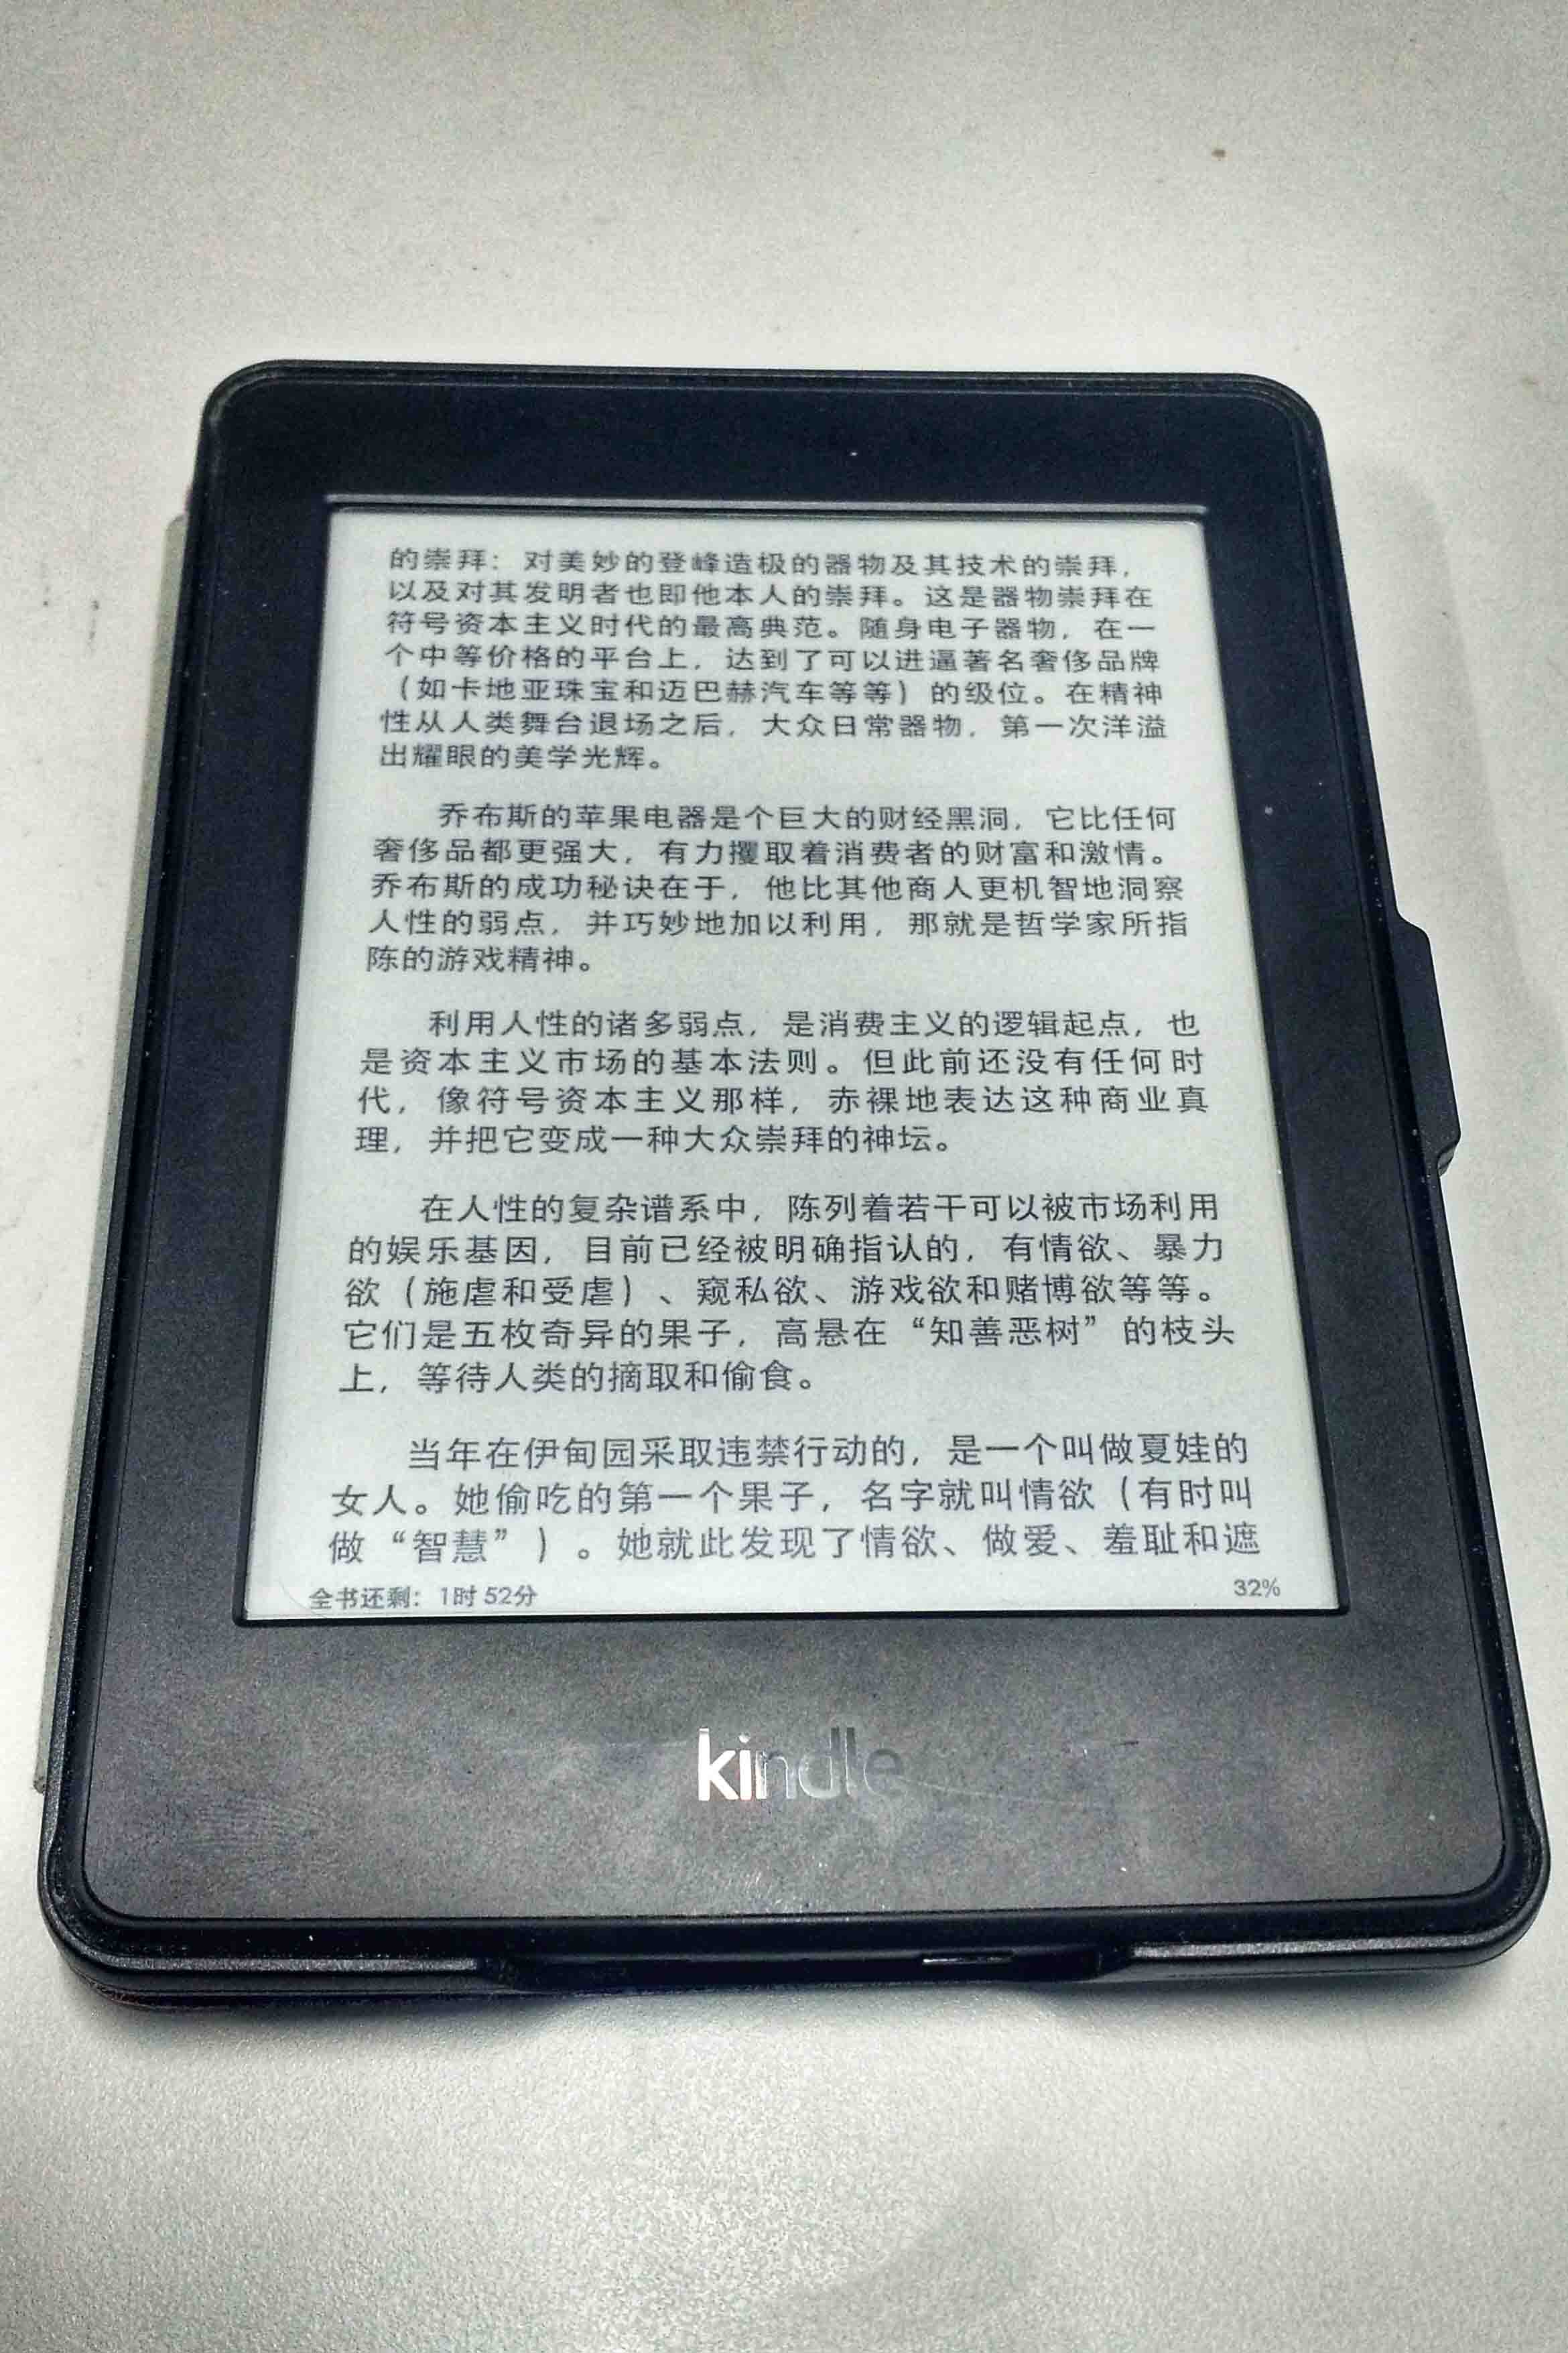 的崇拜：对美妙的登峰造极的器物及其技术的崇拜，
以及对其发明者也即他本人的崇拜。这是器物崇拜在
符号资本主义时代的最高典范。随身电子器物，在一
个中等价格的平台上，达到了可以进逼著名奢侈品牌
（如卡地亚珠宝和迈巴赫汽车等等）的级位。在精神
性从人类舞台退场之后，大众日常器物，第一次洋溢
出耀眼的美学光辉。
乔布斯的苹果电器是个巨大的财经黑洞，它比任何
奢侈品都更强大，有力攫取着消费者的财富和激情。
乔布斯的成功秘诀在于，他比其他商人更机智地洞察
人性的弱点，并巧妙地加以利用，那就是哲学家所指
陈的游戏精神。
利用人性的诸多弱点，是消费主义的逻辑起点，也
是资本主义市场的基本法则。但此前还没有任何时
代，像符号资本主义那样，赤裸地表达这种商业真
理，并把它变成一种大众崇拜的神坛。
在人性的复杂谱系中，陈列着若干可以被市场利用
的娱乐基因，目前已经被明确指认的，有情欲、暴力
欲（施虐和受虐）、窥私欲、游戏欲和赌博欲等等。
它们是五枚奇异的果子，高悬在“知善恶树”的枝头
上，等待人类的摘取和偷食。
当年在伊甸园采取违禁行动的，是一个叫做夏娃的
女人。她偷吃的第一个果子，名字就叫情欲（有时叫
做“智慧”）。她就此发现了情欲、做爱、羞耻和遮
全书还剩：1时 52分 32%
kindle